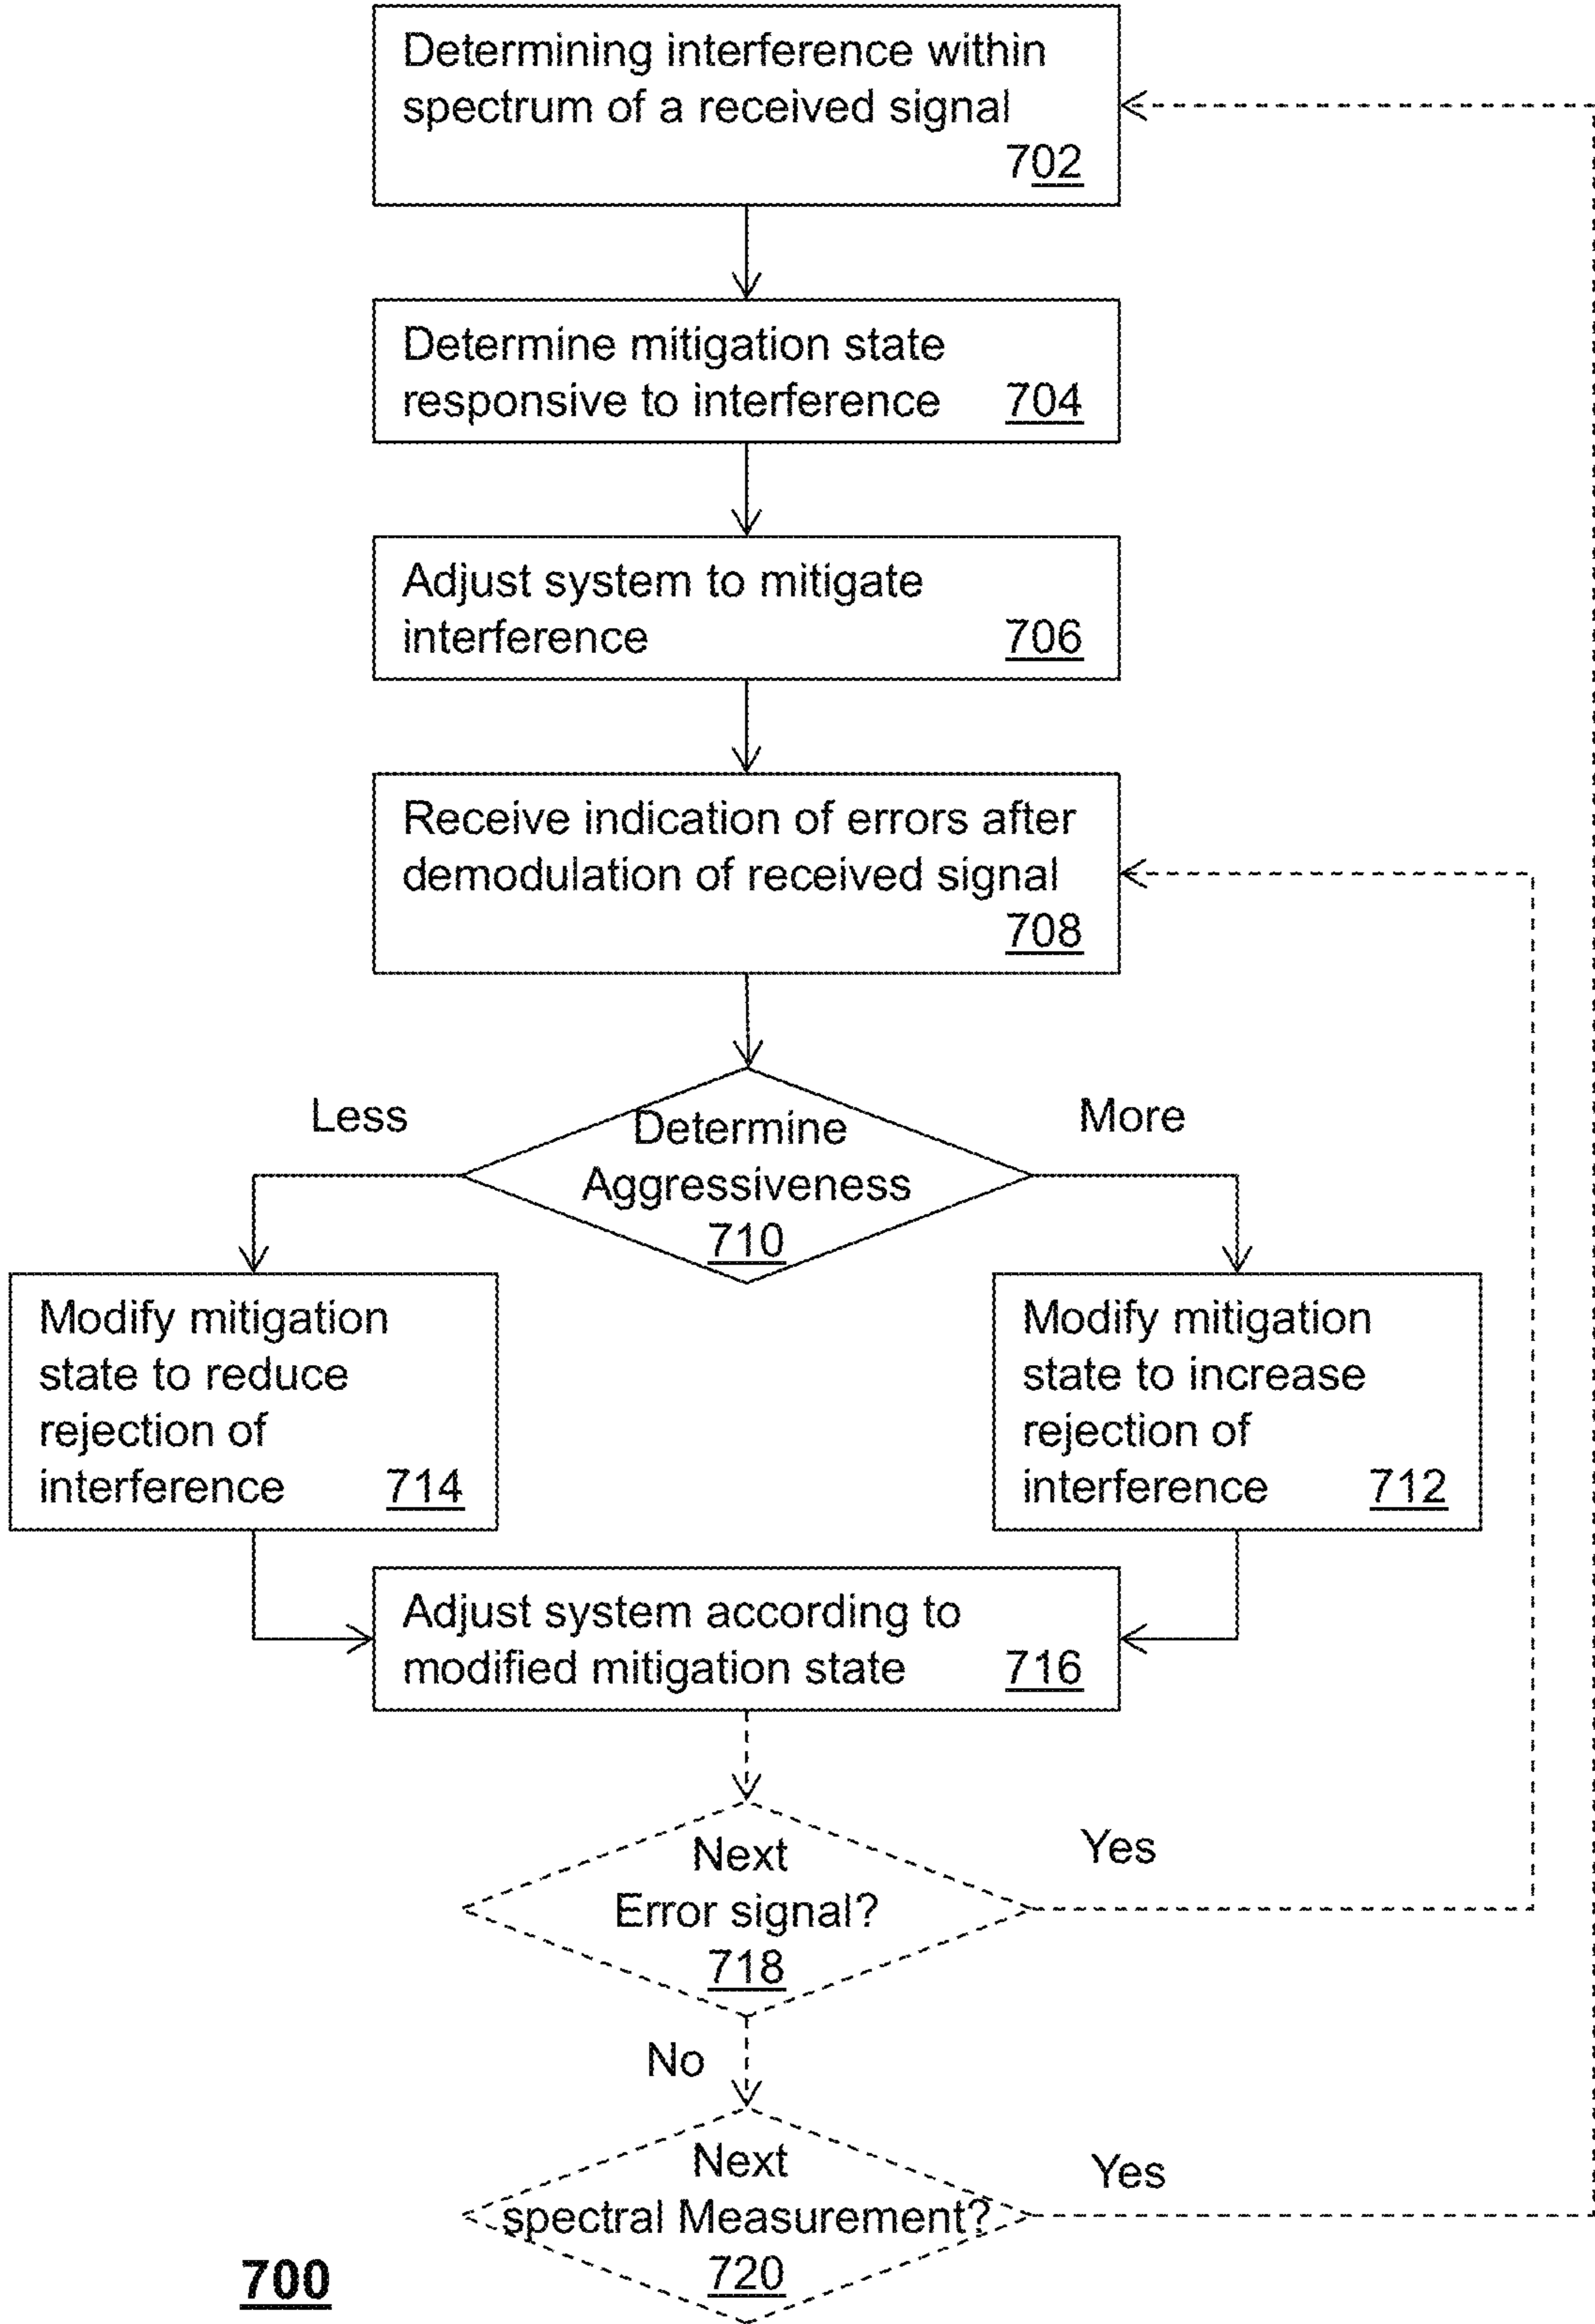 Determining interference within
spectrum of a received signal
702
Determine mitigation state
responsive to interference 704
Adjust system to mitigate
interference 706
Receive indication of errors after
demodulation of received signal
708
Less
Determine
Aggressiveness
710
More
Modify mitigation
state to reduce
rejection of
interference 714
Modify mitigation
state to increase
rejection of
interference 712
Adjust system according to
modified mitigation state 716
Next
Error signal?
718
Yes
No
Next
spectral Measurement?
720
Yes
700